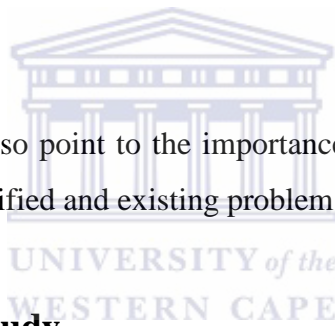 so point to the importance
ified and existing problem
UNIVERSITY of the
WESTERN CAPE
udy